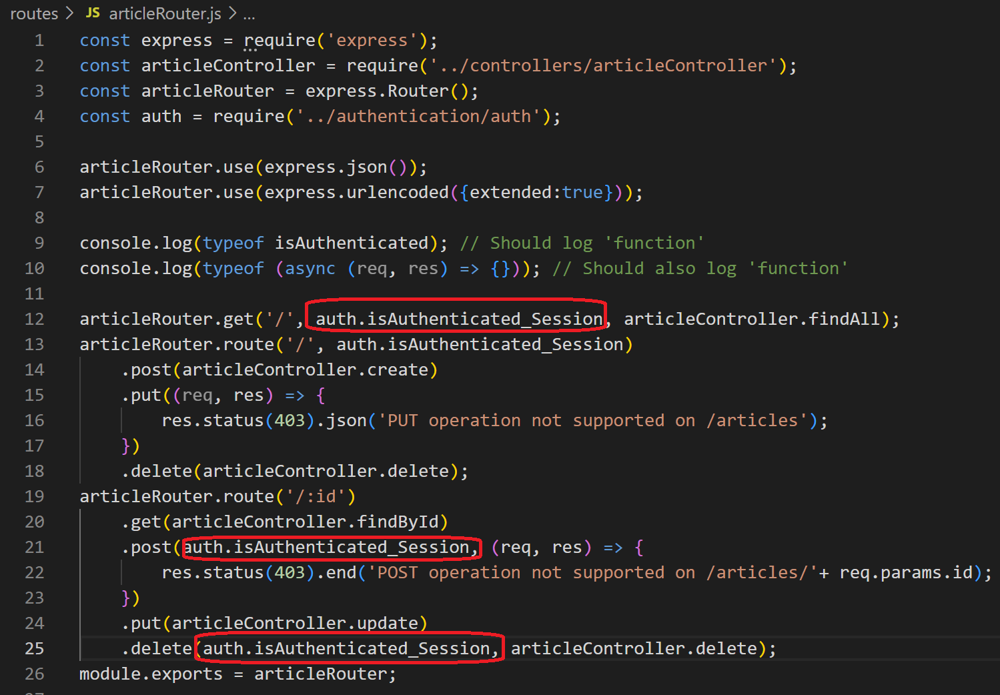 routes > JS articleRouter.js > ...
1 const express = require('express');
2 const articleController = require('../controllers/articleController');
3 const articleRouter = express.Router();
4 const auth = require('../authentication/auth');
5
6 articleRouter.use(express.json());
7 articleRouter.use(express.urlencoded({extended:true}));
8
9 console.log(typeof isAuthenticated); // Should log 'function'
10 console.log(typeof (async (req, res) => {})); // Should also log 'function'
11
12 articleRouter.get('/', auth.isAuthenticated_Session, articleController.findAll);
13 articleRouter.route('/', auth.isAuthenticated_Session)
14     .post(articleController.create)
15     .put((req, res) => {
16         res.status(403).json('PUT operation not supported on /articles');
17     })
18     .delete(articleController.delete);
19 articleRouter.route('/:id')
20     .get(articleController.findById)
21     .post(auth.isAuthenticated_Session, (req, res) => {
22         res.status(403).end('POST operation not supported on /articles/'+ req.params.id);
23     })
24     .put(articleController.update)
25     .delete(auth.isAuthenticated_Session, articleController.delete);
26 module.exports = articleRouter;